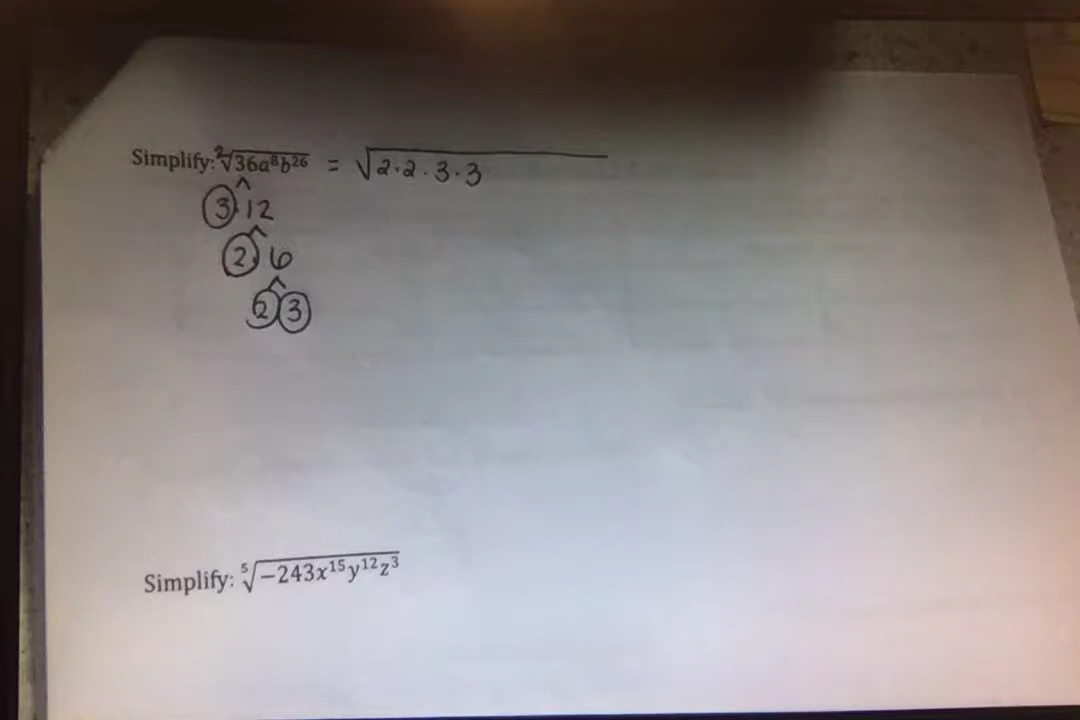 Simplify: ²√36a⁸b²⁶ = √2·2·3·3
3 12
2 6
2 3
Simplify: ⁵√−243x¹⁵y¹²z³